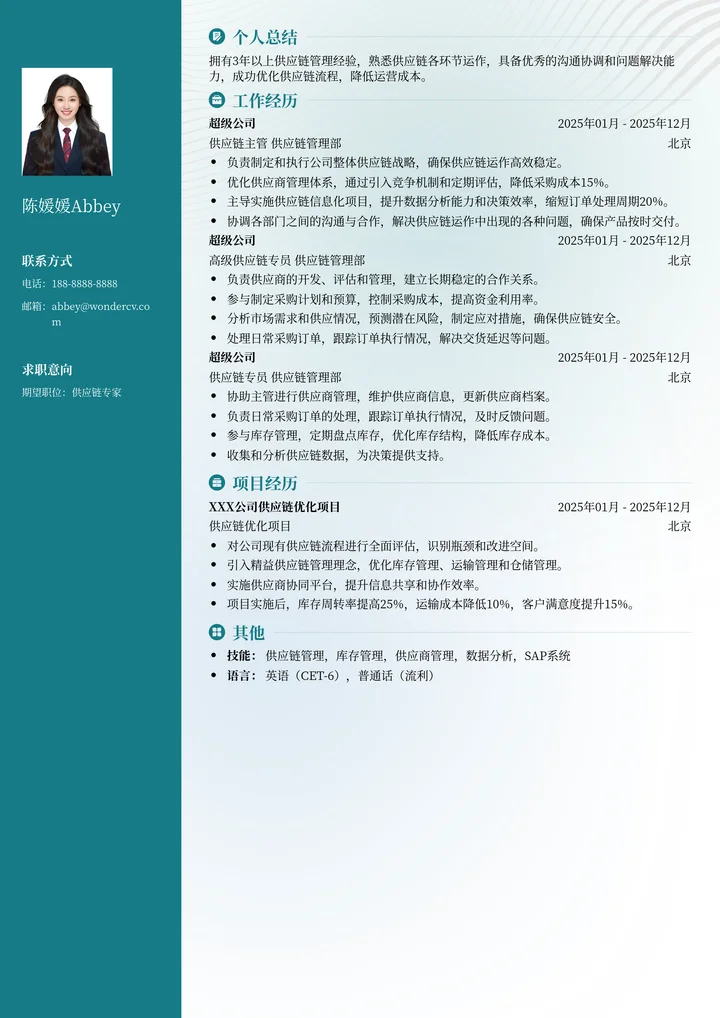 陈媛媛Abbey
联系方式
电话：188-8888-8888
邮箱：abbey@wondercv.co
m
求职意向
期望职位：供应链专家
个人总结
拥有3年以上供应链管理经验，熟悉供应链各环节运作，具备优秀的沟通协调和问题解决能
力，成功优化供应链流程，降低运营成本。
工作经历
超级公司 2025年01月 - 2025年12月
供应链主管 供应链管理部 北京
• 负责制定和执行公司整体供应链战略，确保供应链运作高效稳定。
• 优化供应商管理体系，通过引入竞争机制和定期评估，降低采购成本15%。
• 主导实施供应链信息化项目，提升数据分析能力和决策效率，缩短订单处理周期20%。
• 协调各部门之间的沟通与合作，解决供应链运作中出现的各种问题，确保产品按时交付。
超级公司 2025年01月 - 2025年12月
高级供应链专员 供应链管理部 北京
• 负责供应商的开发、评估和管理，建立长期稳定的合作关系。
• 参与制定采购计划和预算，控制采购成本，提高资金利用率。
• 分析市场需求和供应情况，预测潜在风险，制定应对措施，确保供应链安全。
• 处理日常采购订单，跟踪订单执行情况，解决交货延迟等问题。
超级公司 2025年01月 - 2025年12月
供应链专员 供应链管理部 北京
• 协助主管进行供应商管理，维护供应商信息，更新供应商档案。
• 负责日常采购订单的处理，跟踪订单执行情况，及时反馈问题。
• 参与库存管理，定期盘点库存，优化库存结构，降低库存成本。
• 收集和分析供应链数据，为决策提供支持。
项目经历
XXX公司供应链优化项目 2025年01月 - 2025年12月
供应链优化项目 北京
• 对公司现有供应链流程进行全面评估，识别瓶颈和改进空间。
• 引入精益供应链管理理念，优化库存管理、运输管理和仓储管理。
• 实施供应商协同平台，提升信息共享和协作效率。
• 项目实施后，库存周转率提高25%，运输成本降低10%，客户满意度提升15%。
其他
• 技能： 供应链管理，库存管理，供应商管理，数据分析，SAP系统
• 语言： 英语（CET-6），普通话（流利）